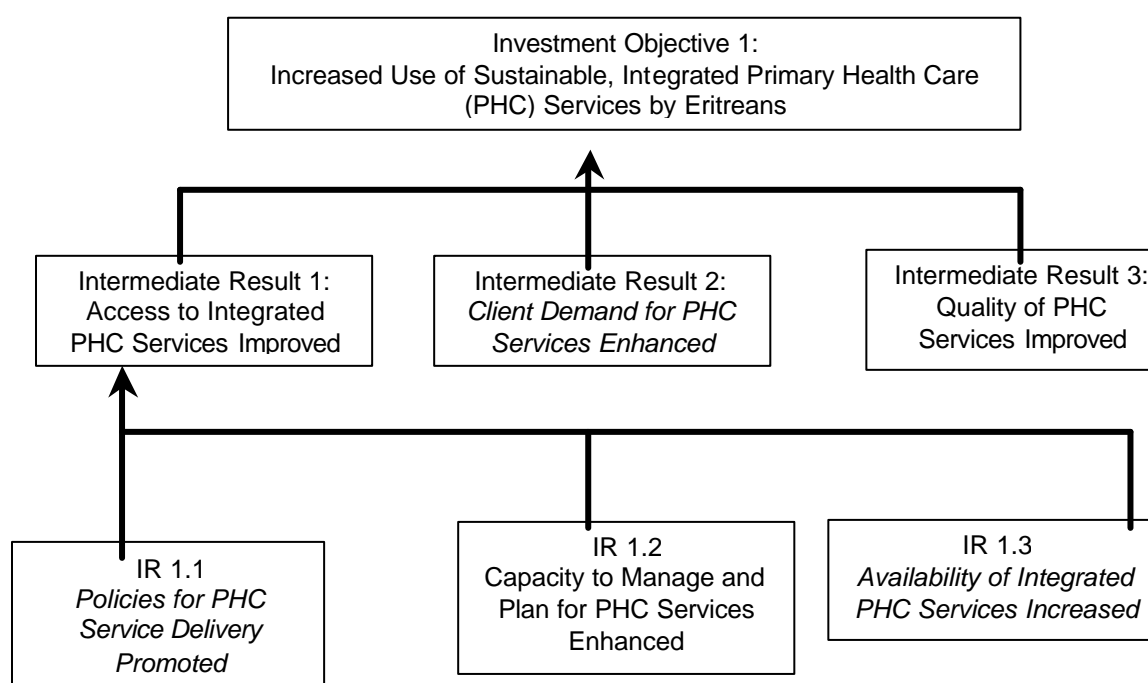 Investment Objective 1:
Increased Use of Sustainable, Integrated Primary Health Care
(PHC) Services by Eritreans
Intermediate Result 1:
Access to Integrated
PHC Services Improved
Intermediate Result 2:
Client Demand for PHC
Services Enhanced
Intermediate Result 3:
Quality of PHC
Services Improved
IR 1.1
Policies for PHC
Service Delivery
Promoted
IR 1.2
Capacity to Manage and
Plan for PHC Services
Enhanced
IR 1.3
Availability of Integrated
PHC Services Increased